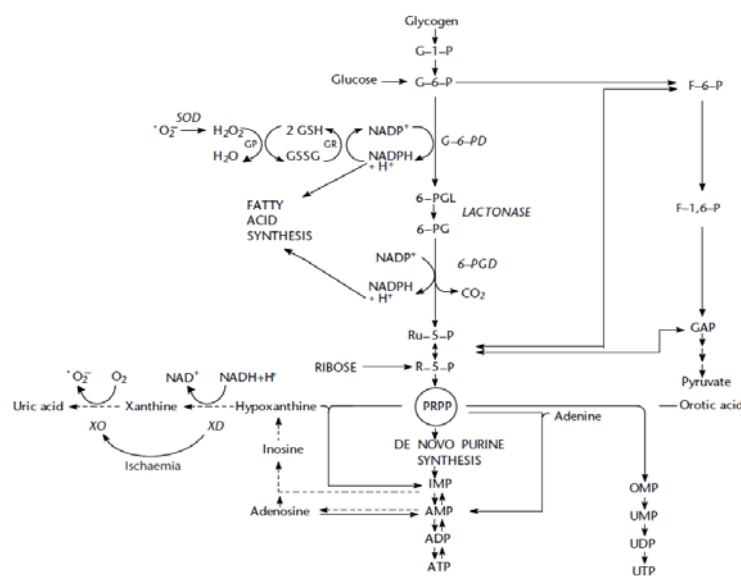 Glycogen
G–1–P
Glucose
G–6–P
F–6–P
SOD
˙O₂⁻
H₂O₂
2 GSH
NADP⁺
G–6–PD
GP
GR
H₂O
GSSG
NADPH
+ H⁺
6–PGL
F–1,6–P
FATTY
ACID
SYNTHESIS
LACTONASE
6–PG
NADP⁺
6–PGD
NADPH
+ H⁺
CO₂
Ru–5–P
GAP
RIBOSE
R–5–P
˙O₂⁻
O₂
NAD⁺
NADH+H
Pyruvate
Uric acid
Xanthine
Hypoxanthine
PRPP
Adenine
Orotic acid
XO
XD
DE NOVO PURINE
SYNTHESIS
Ischaemia
Inosine
IMP
OMP
Adenosine
AMP
UMP
ADP
UDP
ATP
UTP